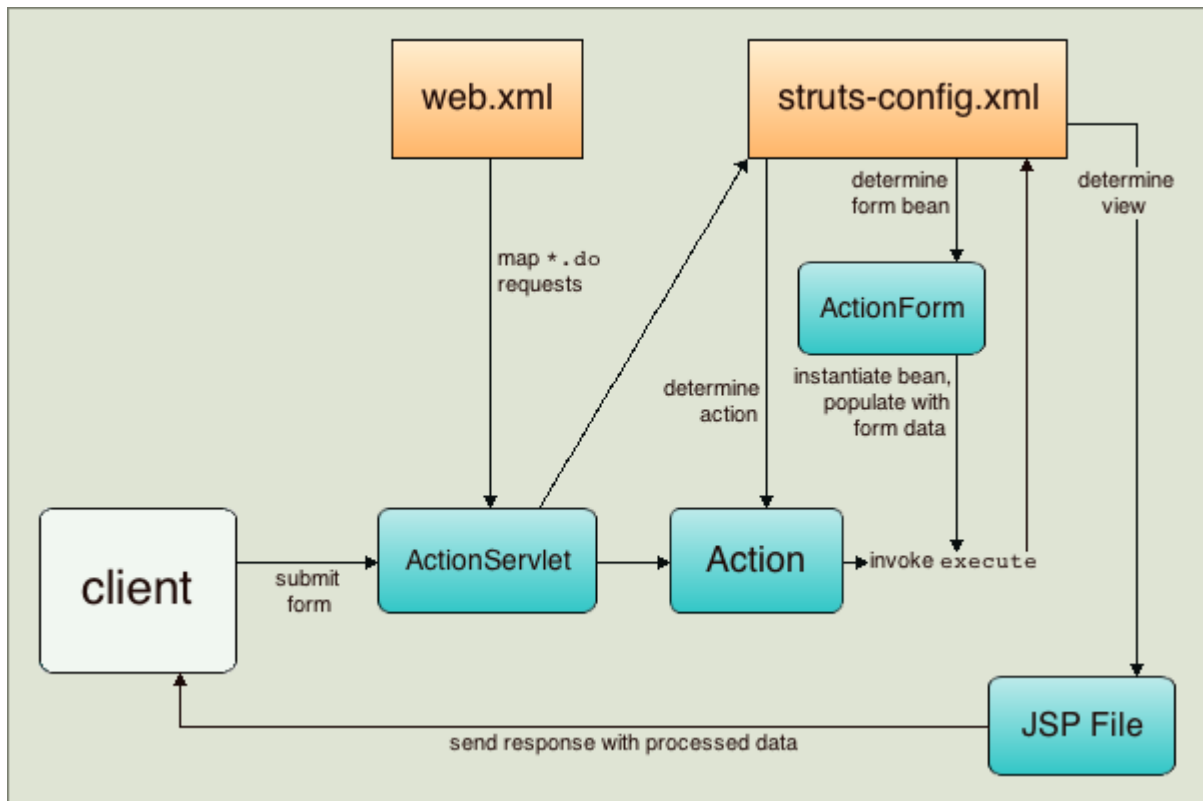 web.xml
struts-config.xml
determine
form bean
determine
view
map *.do
requests
ActionForm
determine
action
instantiate bean,
populate with
form data
client
submit
form
ActionServlet
Action
invoke execute
JSP File
send response with processed data